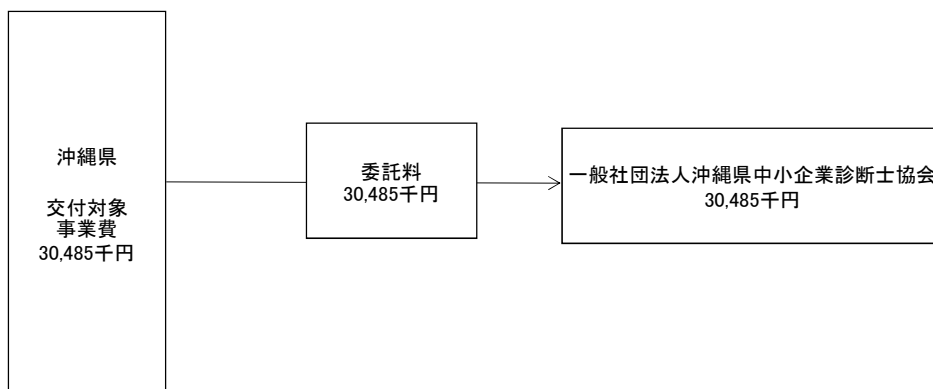 沖縄県
交付対象
事業費
30,485千円
委託料
30,485千円
一般社団法人沖縄県中小企業診断士協会
30,485千円